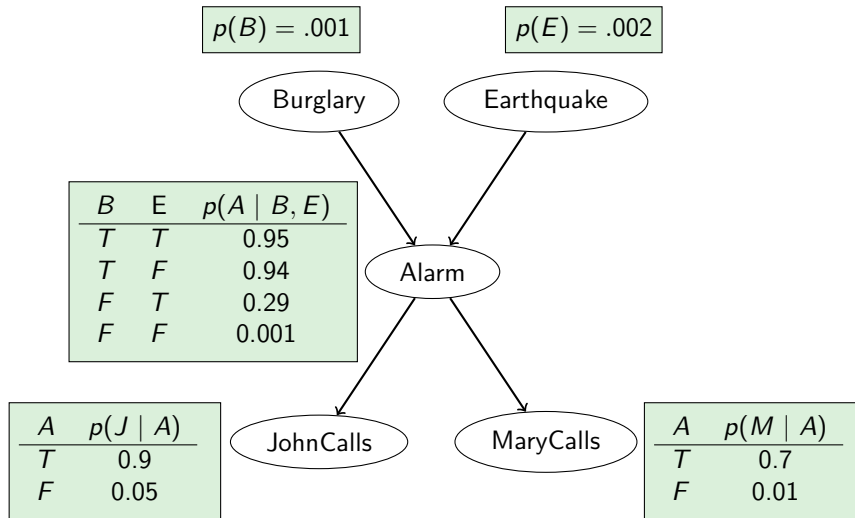 p(B) = .001
p(E) = .002
Burglary
Earthquake
B E p(A | B, E)
T T 0.95
T F 0.94
F T 0.29
F F 0.001
Alarm
A p(J | A)
T 0.9
F 0.05
JohnCalls
MaryCalls
A p(M | A)
T 0.7
F 0.01